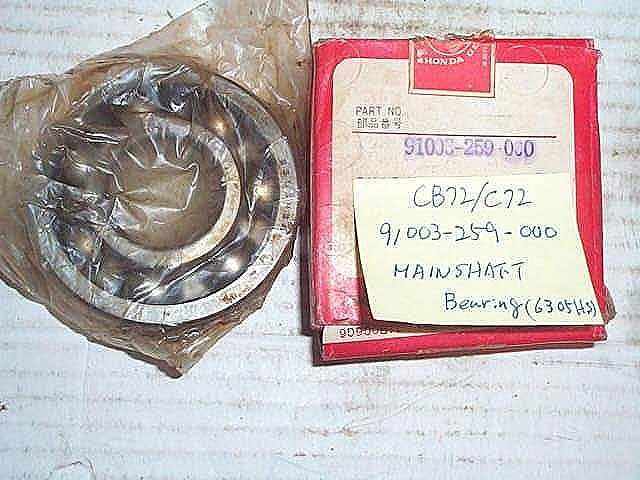 HONDA
PART NO.
部品番号
91003-259-000
CB72/C72
91003-259-000
MAINSHAFT
Bearing (6305HS)